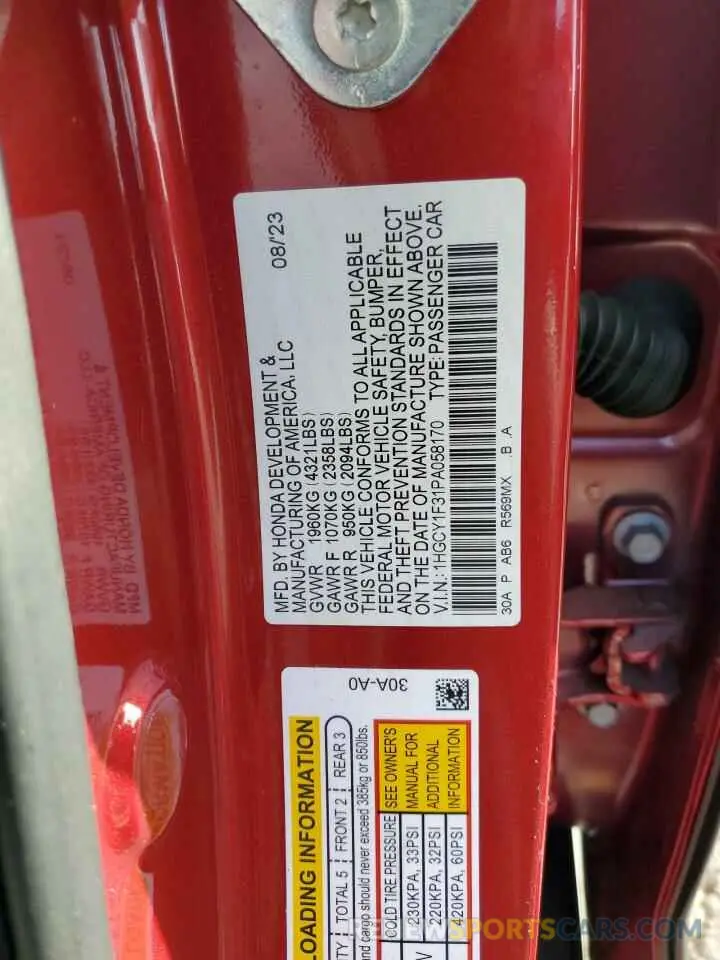 MFD. BY HONDA DEVELOPMENT & 08/'23
MANUFACTURING OF AMERICA, LLC
GVWR 1960KG (4321LBS)
GAWR F 1070KG (2358LBS)
GAWR R 950KG (2094LBS)
THIS VEHICLE CONFORMS TO ALL APPLICABLE
FEDERAL MOTOR VEHICLE SAFETY, BUMPER,
AND THEFT PREVENTION STANDARDS IN EFFECT
ON THE DATE OF MANUFACTURE SHOWN ABOVE.
V.I.N.:1HGCY1F31PA058170 TYPE:PASSENGER CAR
30A P AB6 R569MX B A
30A-A0
LOADING INFORMATION
TOTAL 5 FRONT 2 REAR 3
and cargo should never exceed 385kg or 850lbs.
COLD TIRE PRESSURE
230KPA, 33PSI
220KPA, 32PSI
420KPA, 60PSI
SEE OWNER'S
MANUAL FOR
ADDITIONAL
INFORMATION
AUTOBIDCAR.COM